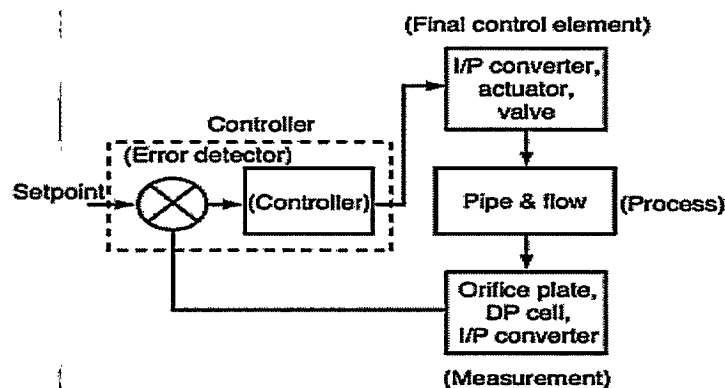 (Final control element)
I/P converter,
actuator,
valve
Controller
(Error detector)
Setpoint
(Controller)
Pipe & flow
(Process)
Orifice plate,
DP cell,
I/P converter
(Measurement)